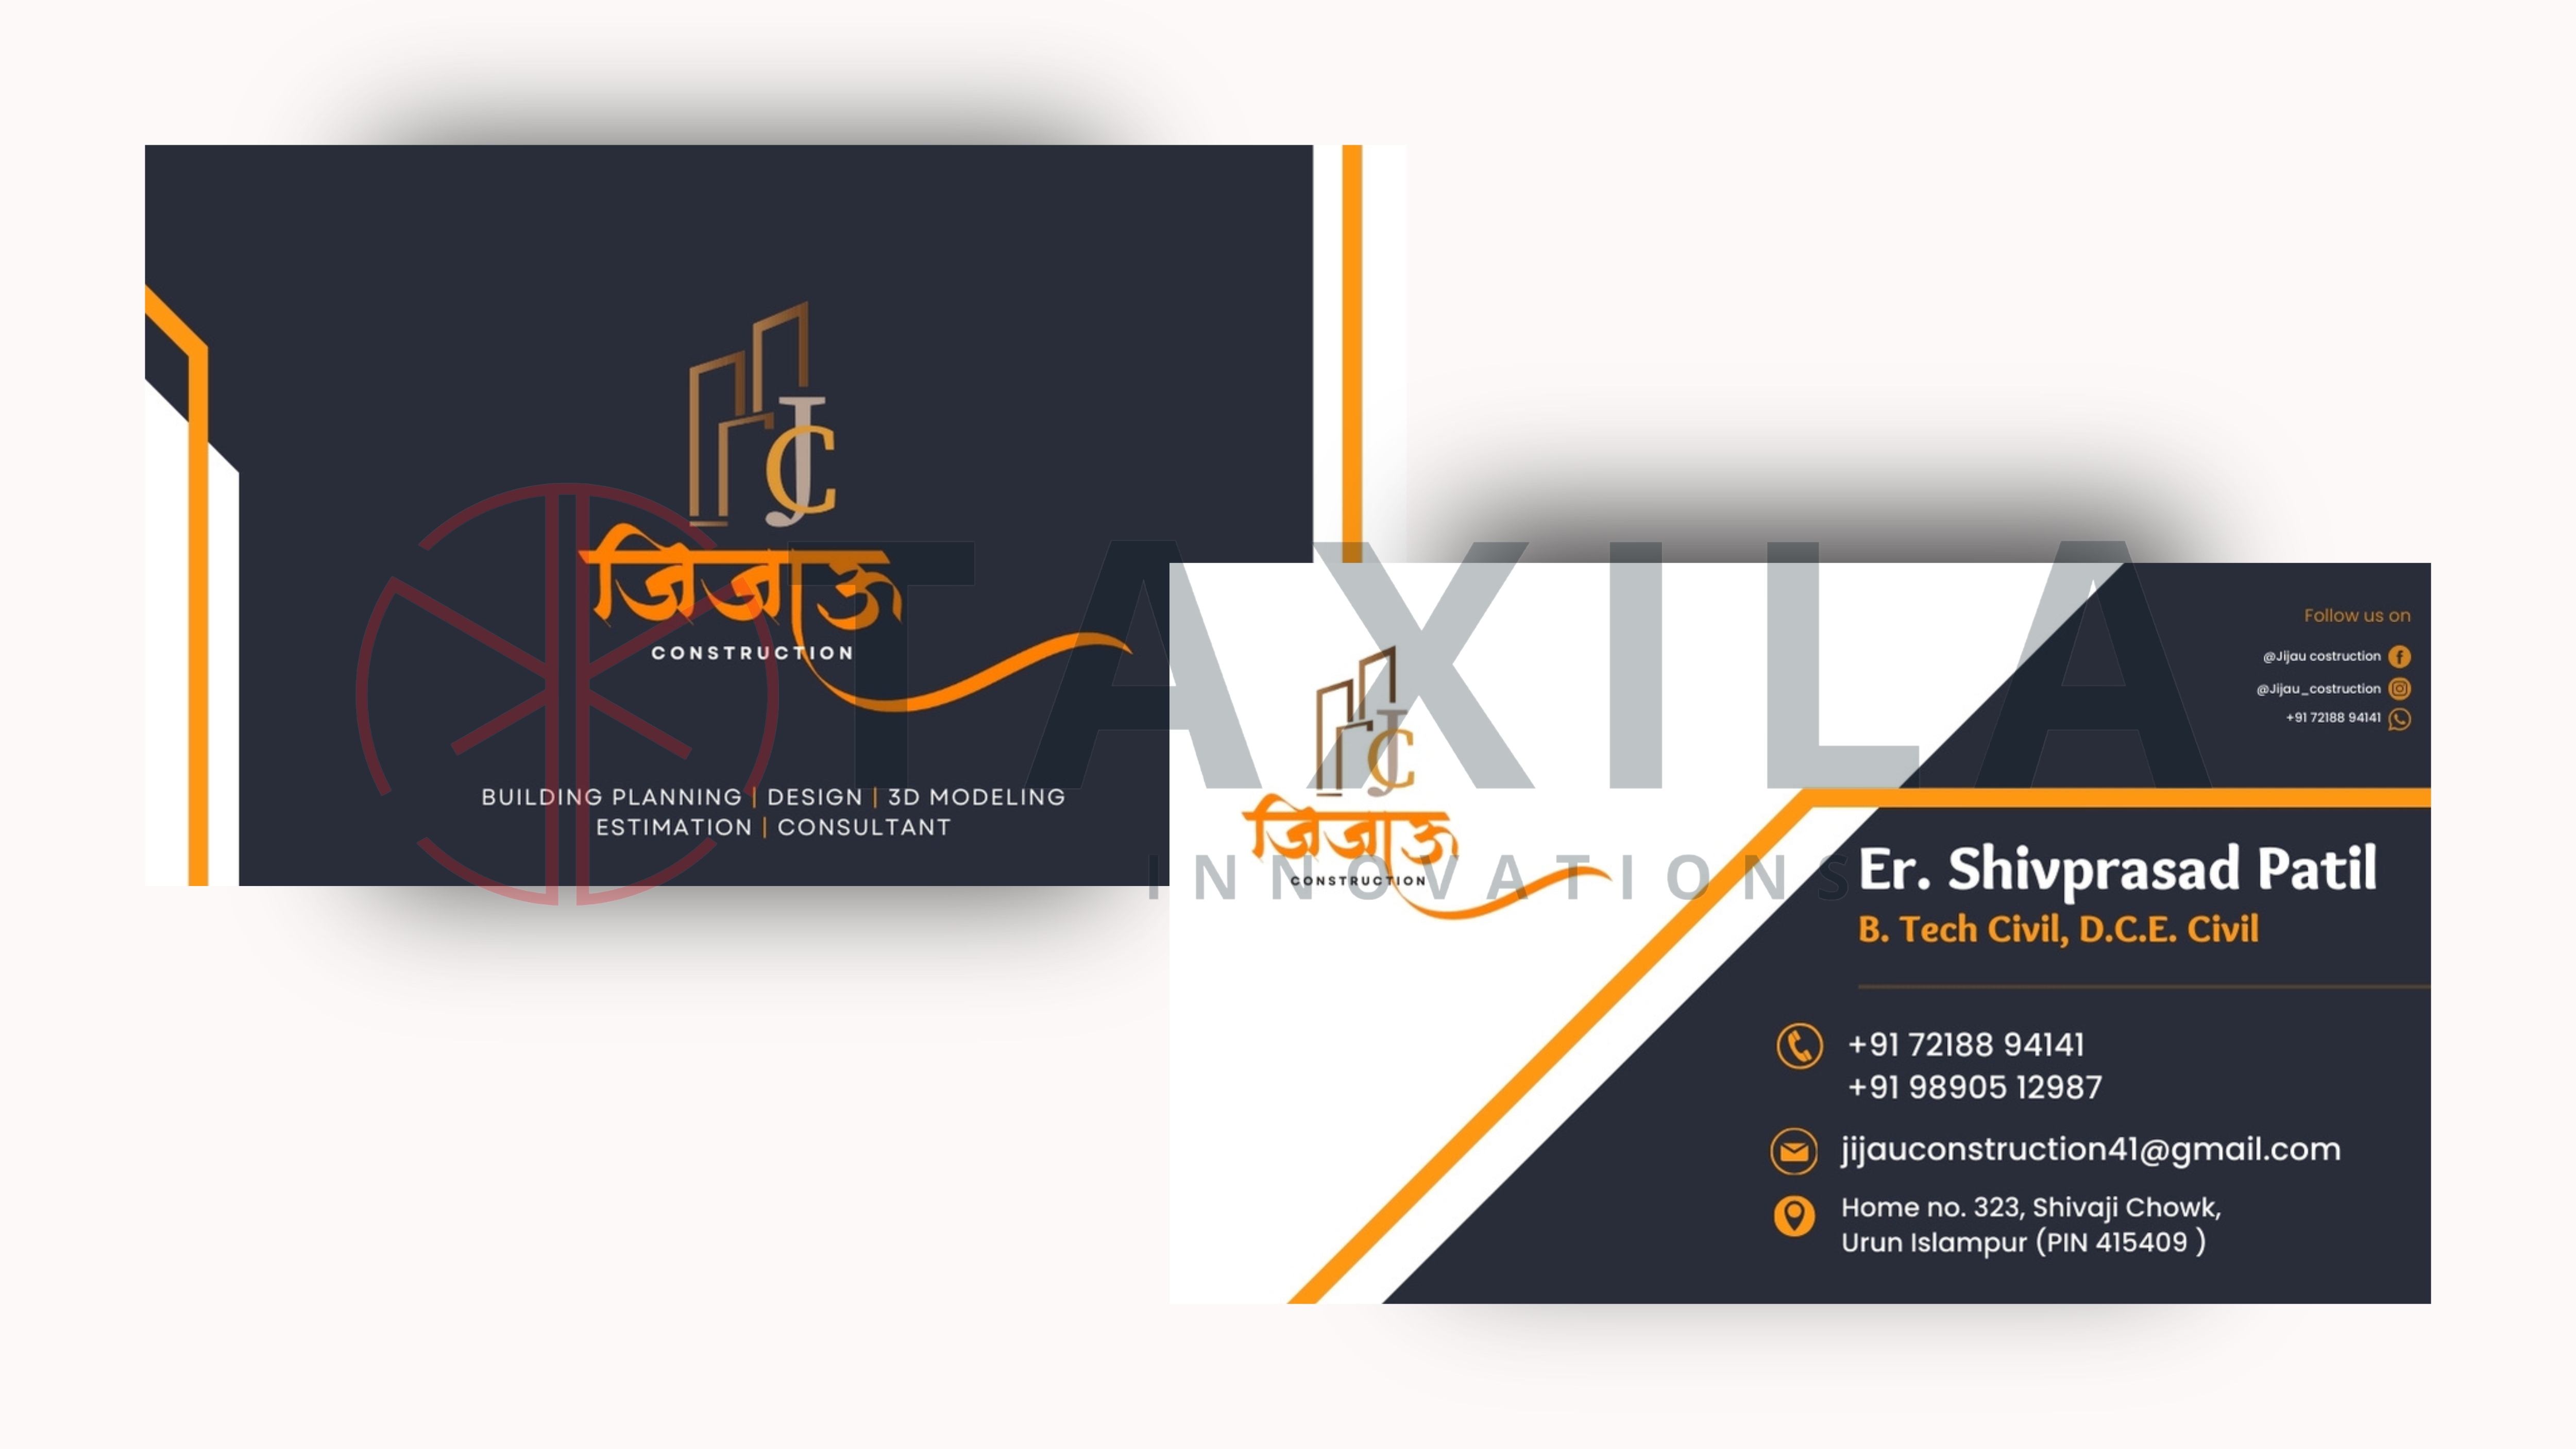 JC
जिजाऊ
CONSTRUCTION
BUILDING PLANNING | DESIGN | 3D MODELING
ESTIMATION | CONSULTANT
TAXILA
INNOVATIONS
JC
जिजाऊ
CONSTRUCTION
Follow us on
@Jijau costruction
@Jijau_costruction
+91 72188 94141
Er. Shivprasad Patil
B. Tech Civil, D.C.E. Civil
+91 72188 94141
+91 98905 12987
jijauconstruction41@gmail.com
Home no. 323, Shivaji Chowk,
Urun Islampur (PIN 415409 )